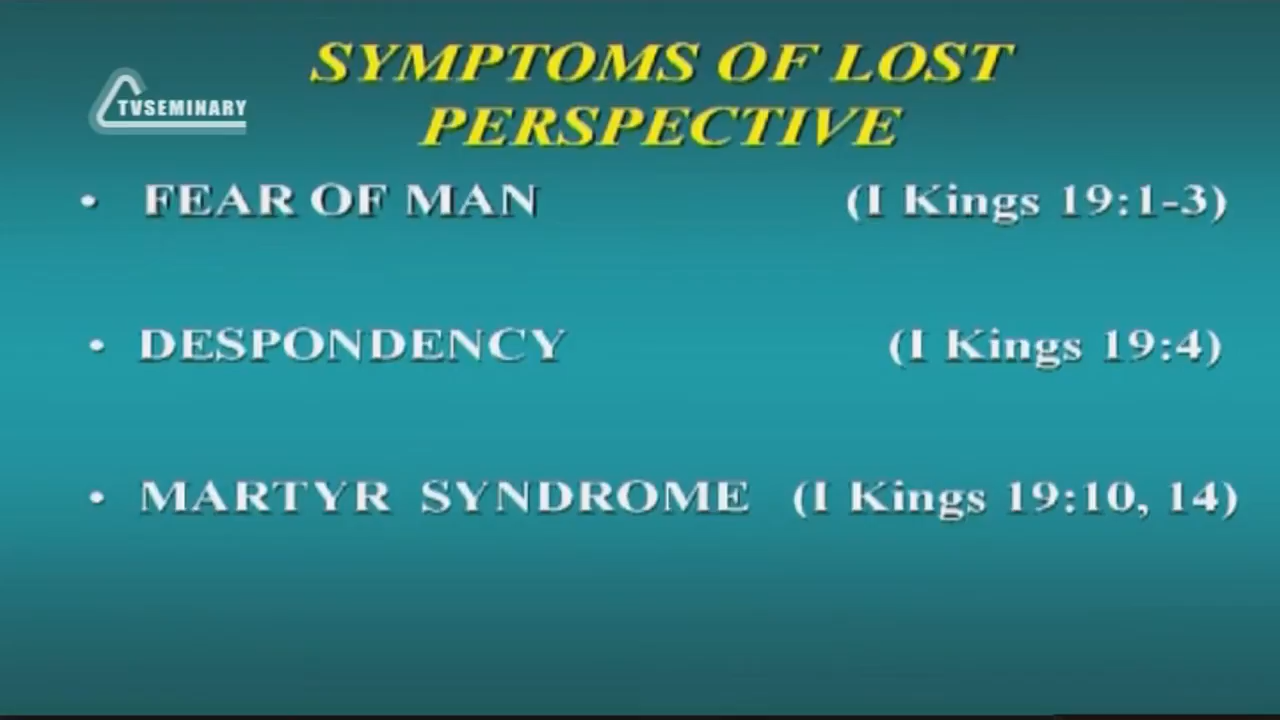 SYMPTOMS OF LOST
PERSPECTIVE
TVSEMINARY
• FEAR OF MAN (I Kings 19:1-3)
• DESPONDENCY (I Kings 19:4)
• MARTYR SYNDROME (I Kings 19:10, 14)